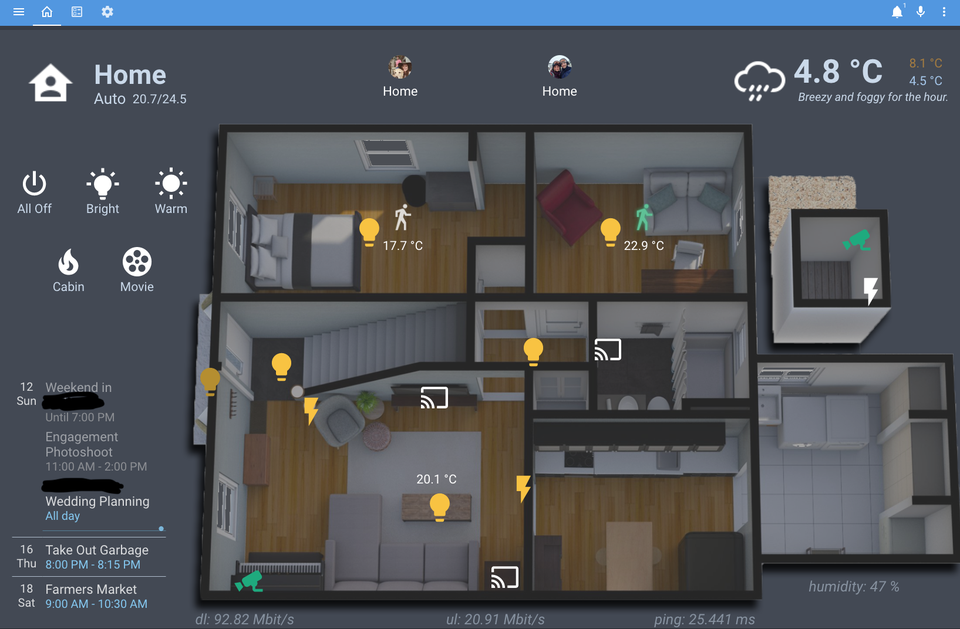 1
Home
Auto 20.7/24.5
Home
Home
4.8 °C
8.1 °C
4.5 °C
Breezy and foggy for the hour.
All Off
Bright
Warm
Cabin
Movie
17.7 °C
22.9 °C
20.1 °C
12
Sun
Weekend in
Until 7:00 PM
Engagement
Photoshoot
11:00 AM - 2:00 PM
Wedding Planning
All day
16
Thu
Take Out Garbage
8:00 PM - 8:15 PM
18
Sat
Farmers Market
9:00 AM - 10:30 AM
humidity: 47 %
dl: 92.82 Mbit/s
ul: 20.91 Mbit/s
ping: 25.441 ms